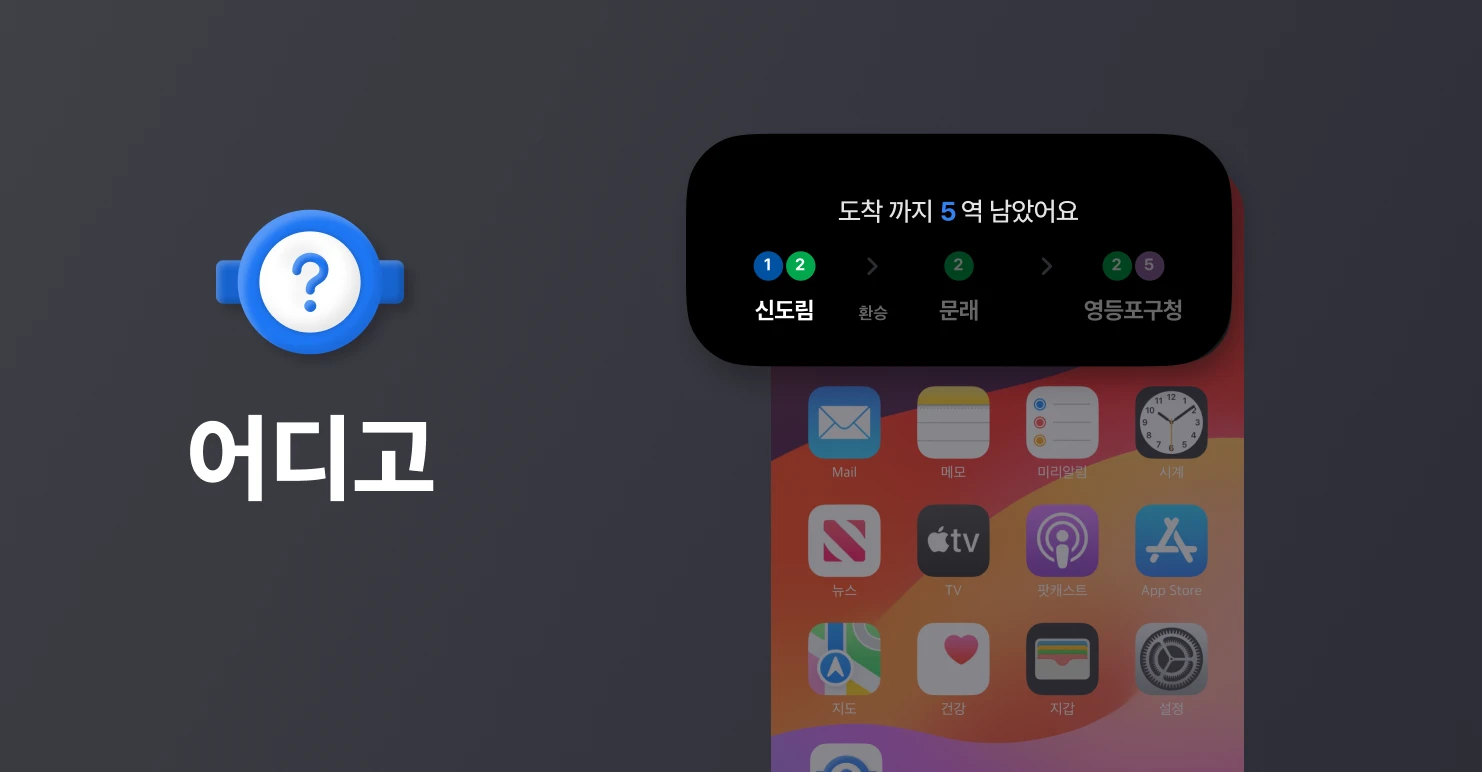 ?
어디고
도착 까지 5 역 남았어요
1 2 > 2 > 2 5
신도림 환승 문래 영등포구청
Mail 메모 미리알림 시계
tv
뉴스 TV 팟캐스트 App Store
지도 건강 지갑 설정